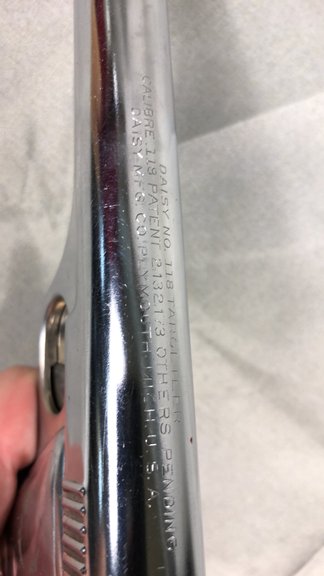 DAISY NO. 118 TARGETEER
CALIBRE .118 PATENT 2132173 OTHERS PENDING
DAISY MFG. CO. PLYMOUTH, MICH. U. S. A.